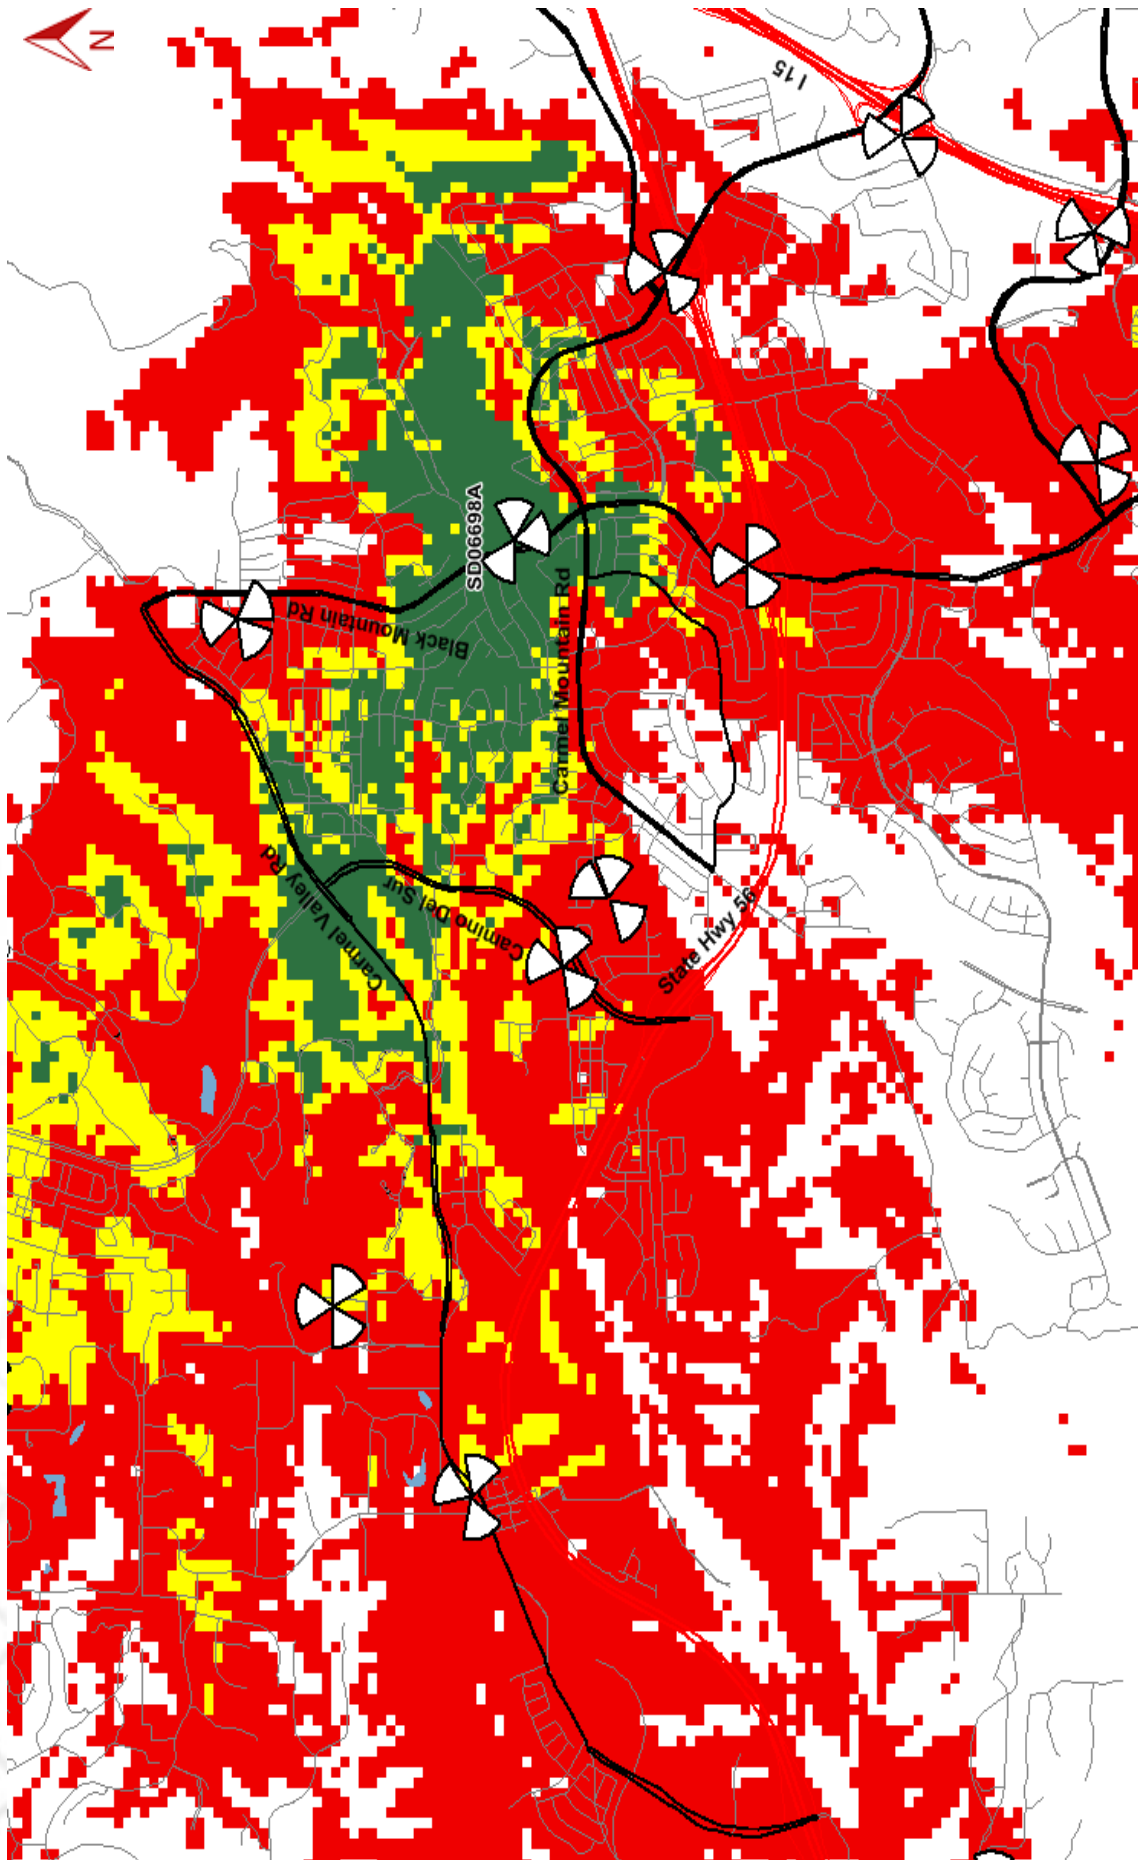 N
I 15
SD06698A
Black Mountain Rd
Carmel Mountain Rd
Carmel Valley Rd
Camino Del Sur
State Hwy 56